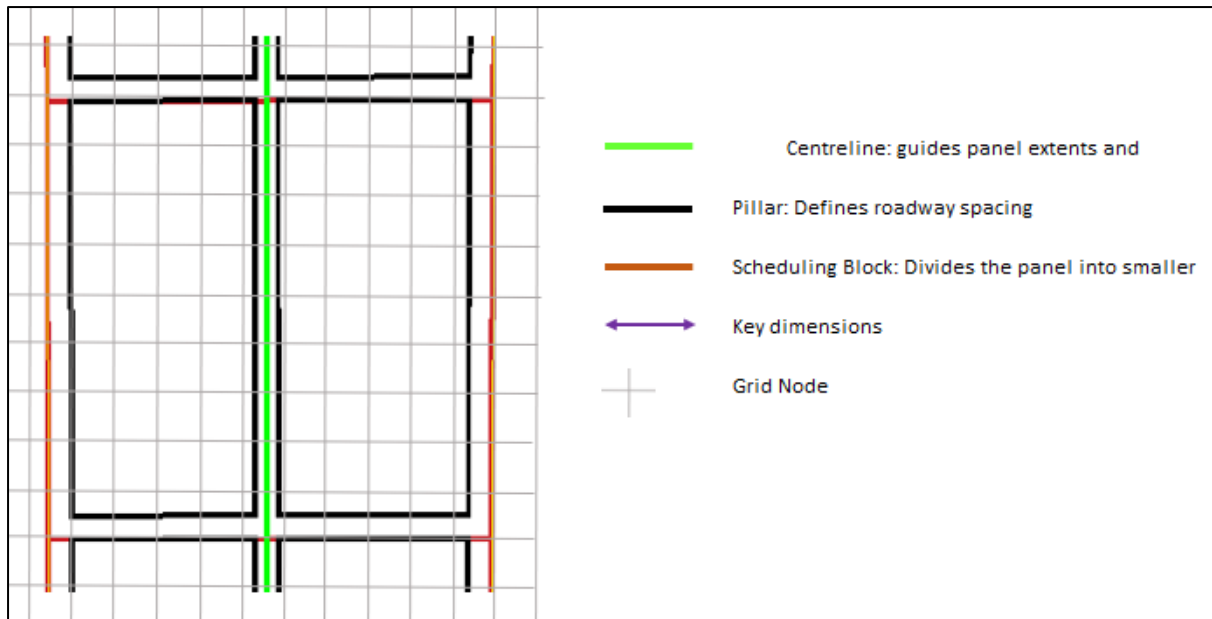 Centreline: guides panel extents and
Pillar: Defines roadway spacing
Scheduling Block: Divides the panel into smaller
Key dimensions
Grid Node